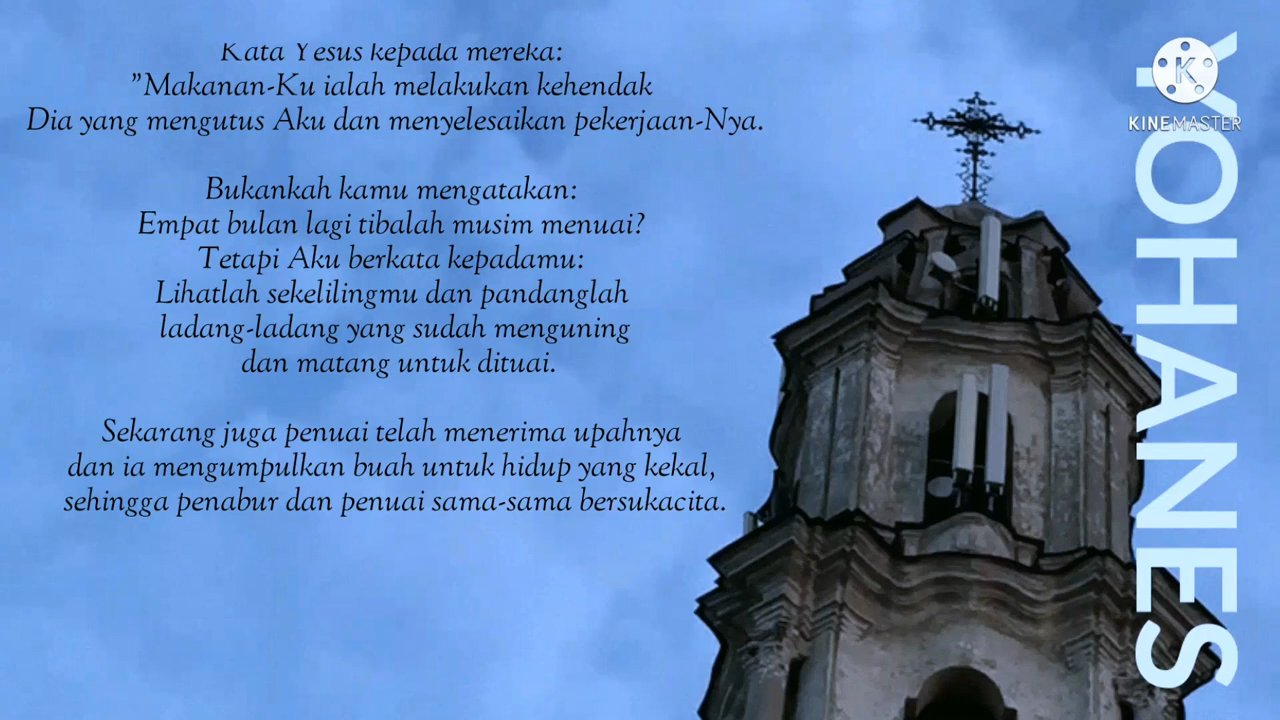 Kata Yesus kepada mereka:
"Makanan-Ku ialah melakukan kehendak
Dia yang mengutus Aku dan menyelesaikan pekerjaan-Nya.
Bukankah kamu mengatakan:
Empat bulan lagi tibalah musim menuai?
Tetapi Aku berkata kepadamu:
Lihatlah sekelilingmu dan pandanglah
ladang-ladang yang sudah menguning
dan matang untuk dituai.
Sekarang juga penuai telah menerima upahnya
dan ia mengumpulkan buah untuk hidup yang kekal,
sehingga penabur dan penuai sama-sama bersukacita.
YOHANES
K
KINEMASTER